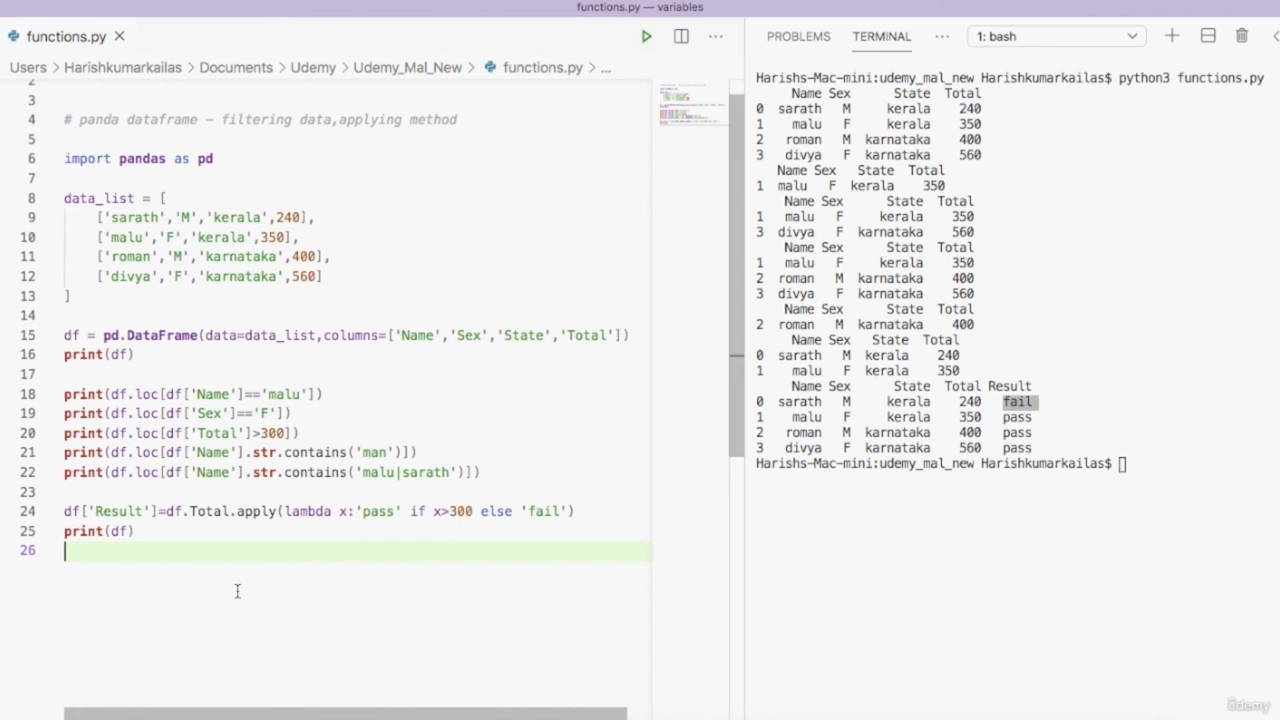 functions.py — variables
functions.py
PROBLEMS TERMINAL 1: bash
Users Harishkumarkailas Documents Udemy Udemy_Mal_New functions.py ...
2
3
4 # panda dataframe - filtering data,applying method
5
6 import pandas as pd
7
8 data_list = [
9 ['sarath','M','kerala',240],
10 ['malu','F','kerala',350],
11 ['roman','M','karnataka',400],
12 ['divya','F','karnataka',560]
13 ]
14
15 df = pd.DataFrame(data=data_list,columns=['Name','Sex','State','Total'])
16 print(df)
17
18 print(df.loc[df['Name']=='malu'])
19 print(df.loc[df['Sex']=='F'])
20 print(df.loc[df['Total']>300])
21 print(df.loc[df['Name'].str.contains('man')])
22 print(df.loc[df['Name'].str.contains('malu|sarath')])
23
24 df['Result']=df.Total.apply(lambda x:'pass' if x>300 else 'fail')
25 print(df)
26
Harishs-Mac-mini:udemy_mal_new Harishkumarkailas$ python3 functions.py
Name Sex State Total
0 sarath M kerala 240
1 malu F kerala 350
2 roman M karnataka 400
3 divya F karnataka 560
Name Sex State Total
1 malu F kerala 350
Name Sex State Total
1 malu F kerala 350
3 divya F karnataka 560
Name Sex State Total
1 malu F kerala 350
2 roman M karnataka 400
3 divya F karnataka 560
Name Sex State Total
2 roman M karnataka 400
Name Sex State Total
0 sarath M kerala 240
1 malu F kerala 350
Name Sex State Total Result
0 sarath M kerala 240 fail
1 malu F kerala 350 pass
2 roman M karnataka 400 pass
3 divya F karnataka 560 pass
Harishs-Mac-mini:udemy_mal_new Harishkumarkailas$
Udemy